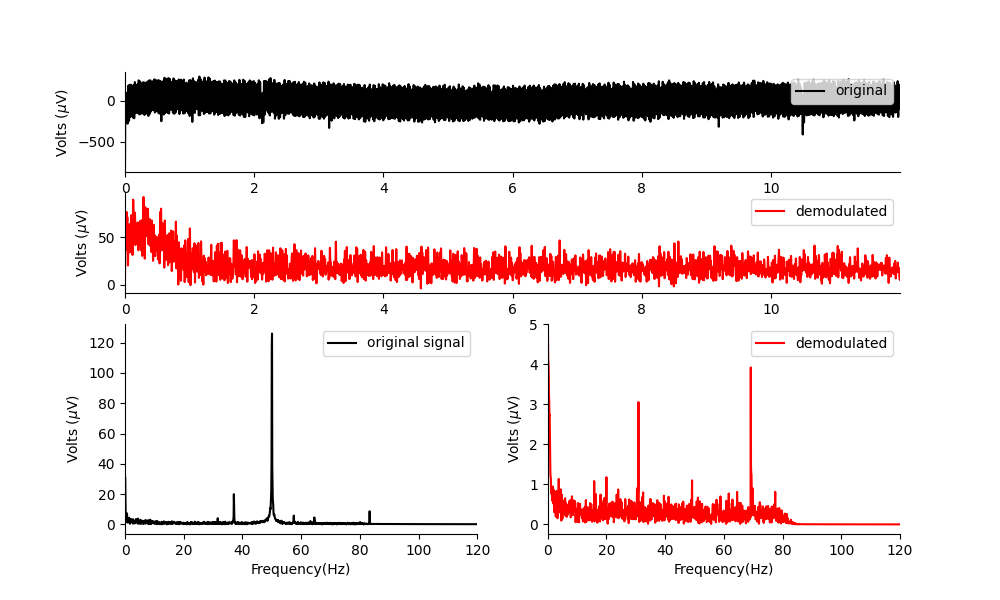 Volts (μV)
0
−500
original
0 2 4 6 8 10
Volts (μV)
50
0
demodulated
0 2 4 6 8 10
Volts (μV)
120
100
80
60
40
20
0
original signal
0 20 40 60 80 100 120
Frequency(Hz)
Volts (μV)
5
4
3
2
1
0
demodulated
0 20 40 60 80 100 120
Frequency(Hz)